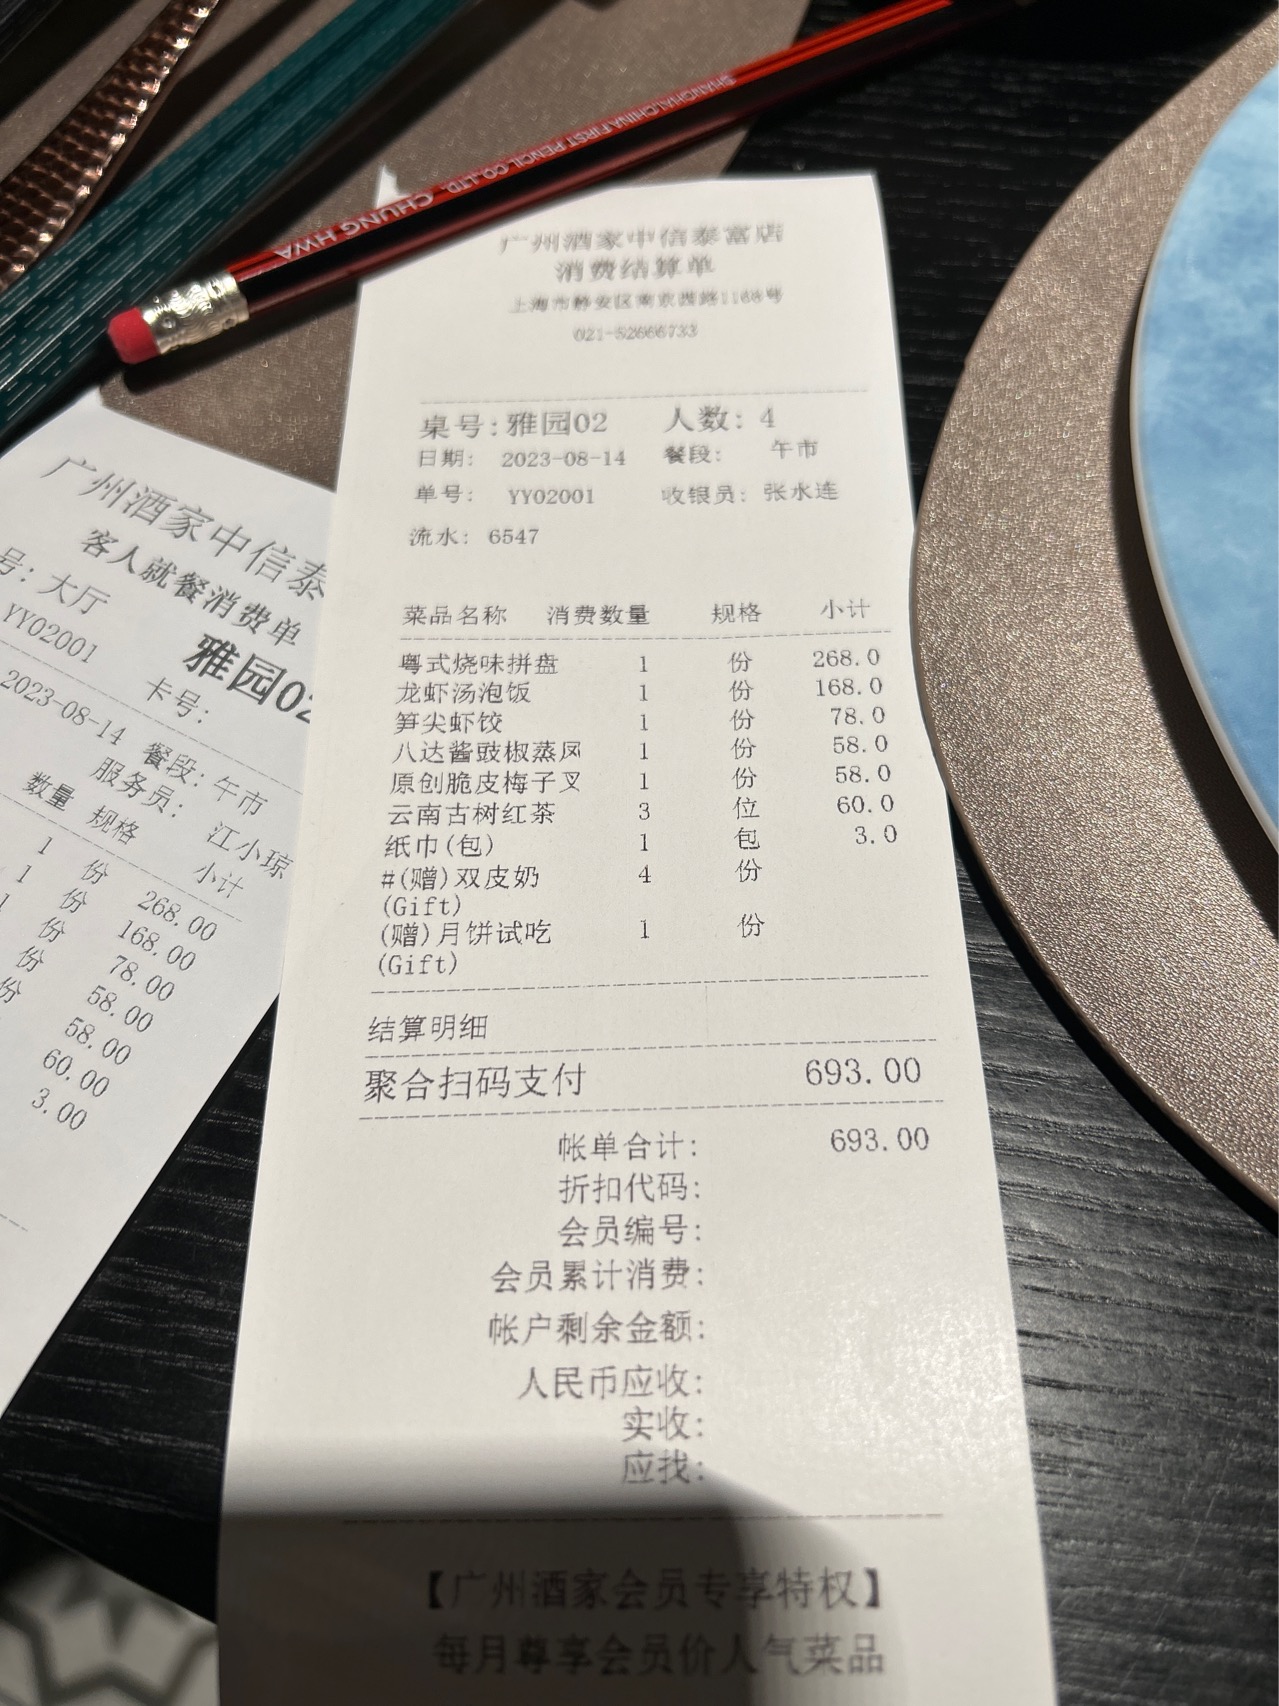 SHANGHAI.CHINA FIRST PENCIL CO.,LTD. CHUNG HWA
广州酒家中信泰富店
消费结算单
上海市静安区南京西路1168号
021-52666733
桌号:雅园02 人数: 4
日期: 2023-08-14 餐段: 午市
单号: YY02001 收银员: 张水连
流水: 6547
菜品名称 消费数量 规格 小计
粤式烧味拼盘 1 份 268.0
龙虾汤泡饭 1 份 168.0
笋尖虾饺 1 份 78.0
八达酱豉椒蒸凤 1 份 58.0
原创脆皮梅子叉 1 份 58.0
云南古树红茶 3 位 60.0
纸巾(包) 1 包 3.0
#(赠)双皮奶 4 份
(Gift)
(赠)月饼试吃 1 份
(Gift)
结算明细
聚合扫码支付 693.00
帐单合计: 693.00
折扣代码:
会员编号:
会员累计消费:
帐户剩余金额:
人民币应收:
实收:
应找:
【广州酒家会员专享特权】
每月尊享会员价人气菜品
广州酒家中信泰
客人就餐消费单
号: 大厅
YY02001 雅园02
卡号:
2023-08-14 餐段: 午市
服务员: 江小琼
数量 规格 小计
1 份 268.00
1 份 168.00
1 份 78.00
份 58.00
份 58.00
60.00
3.00